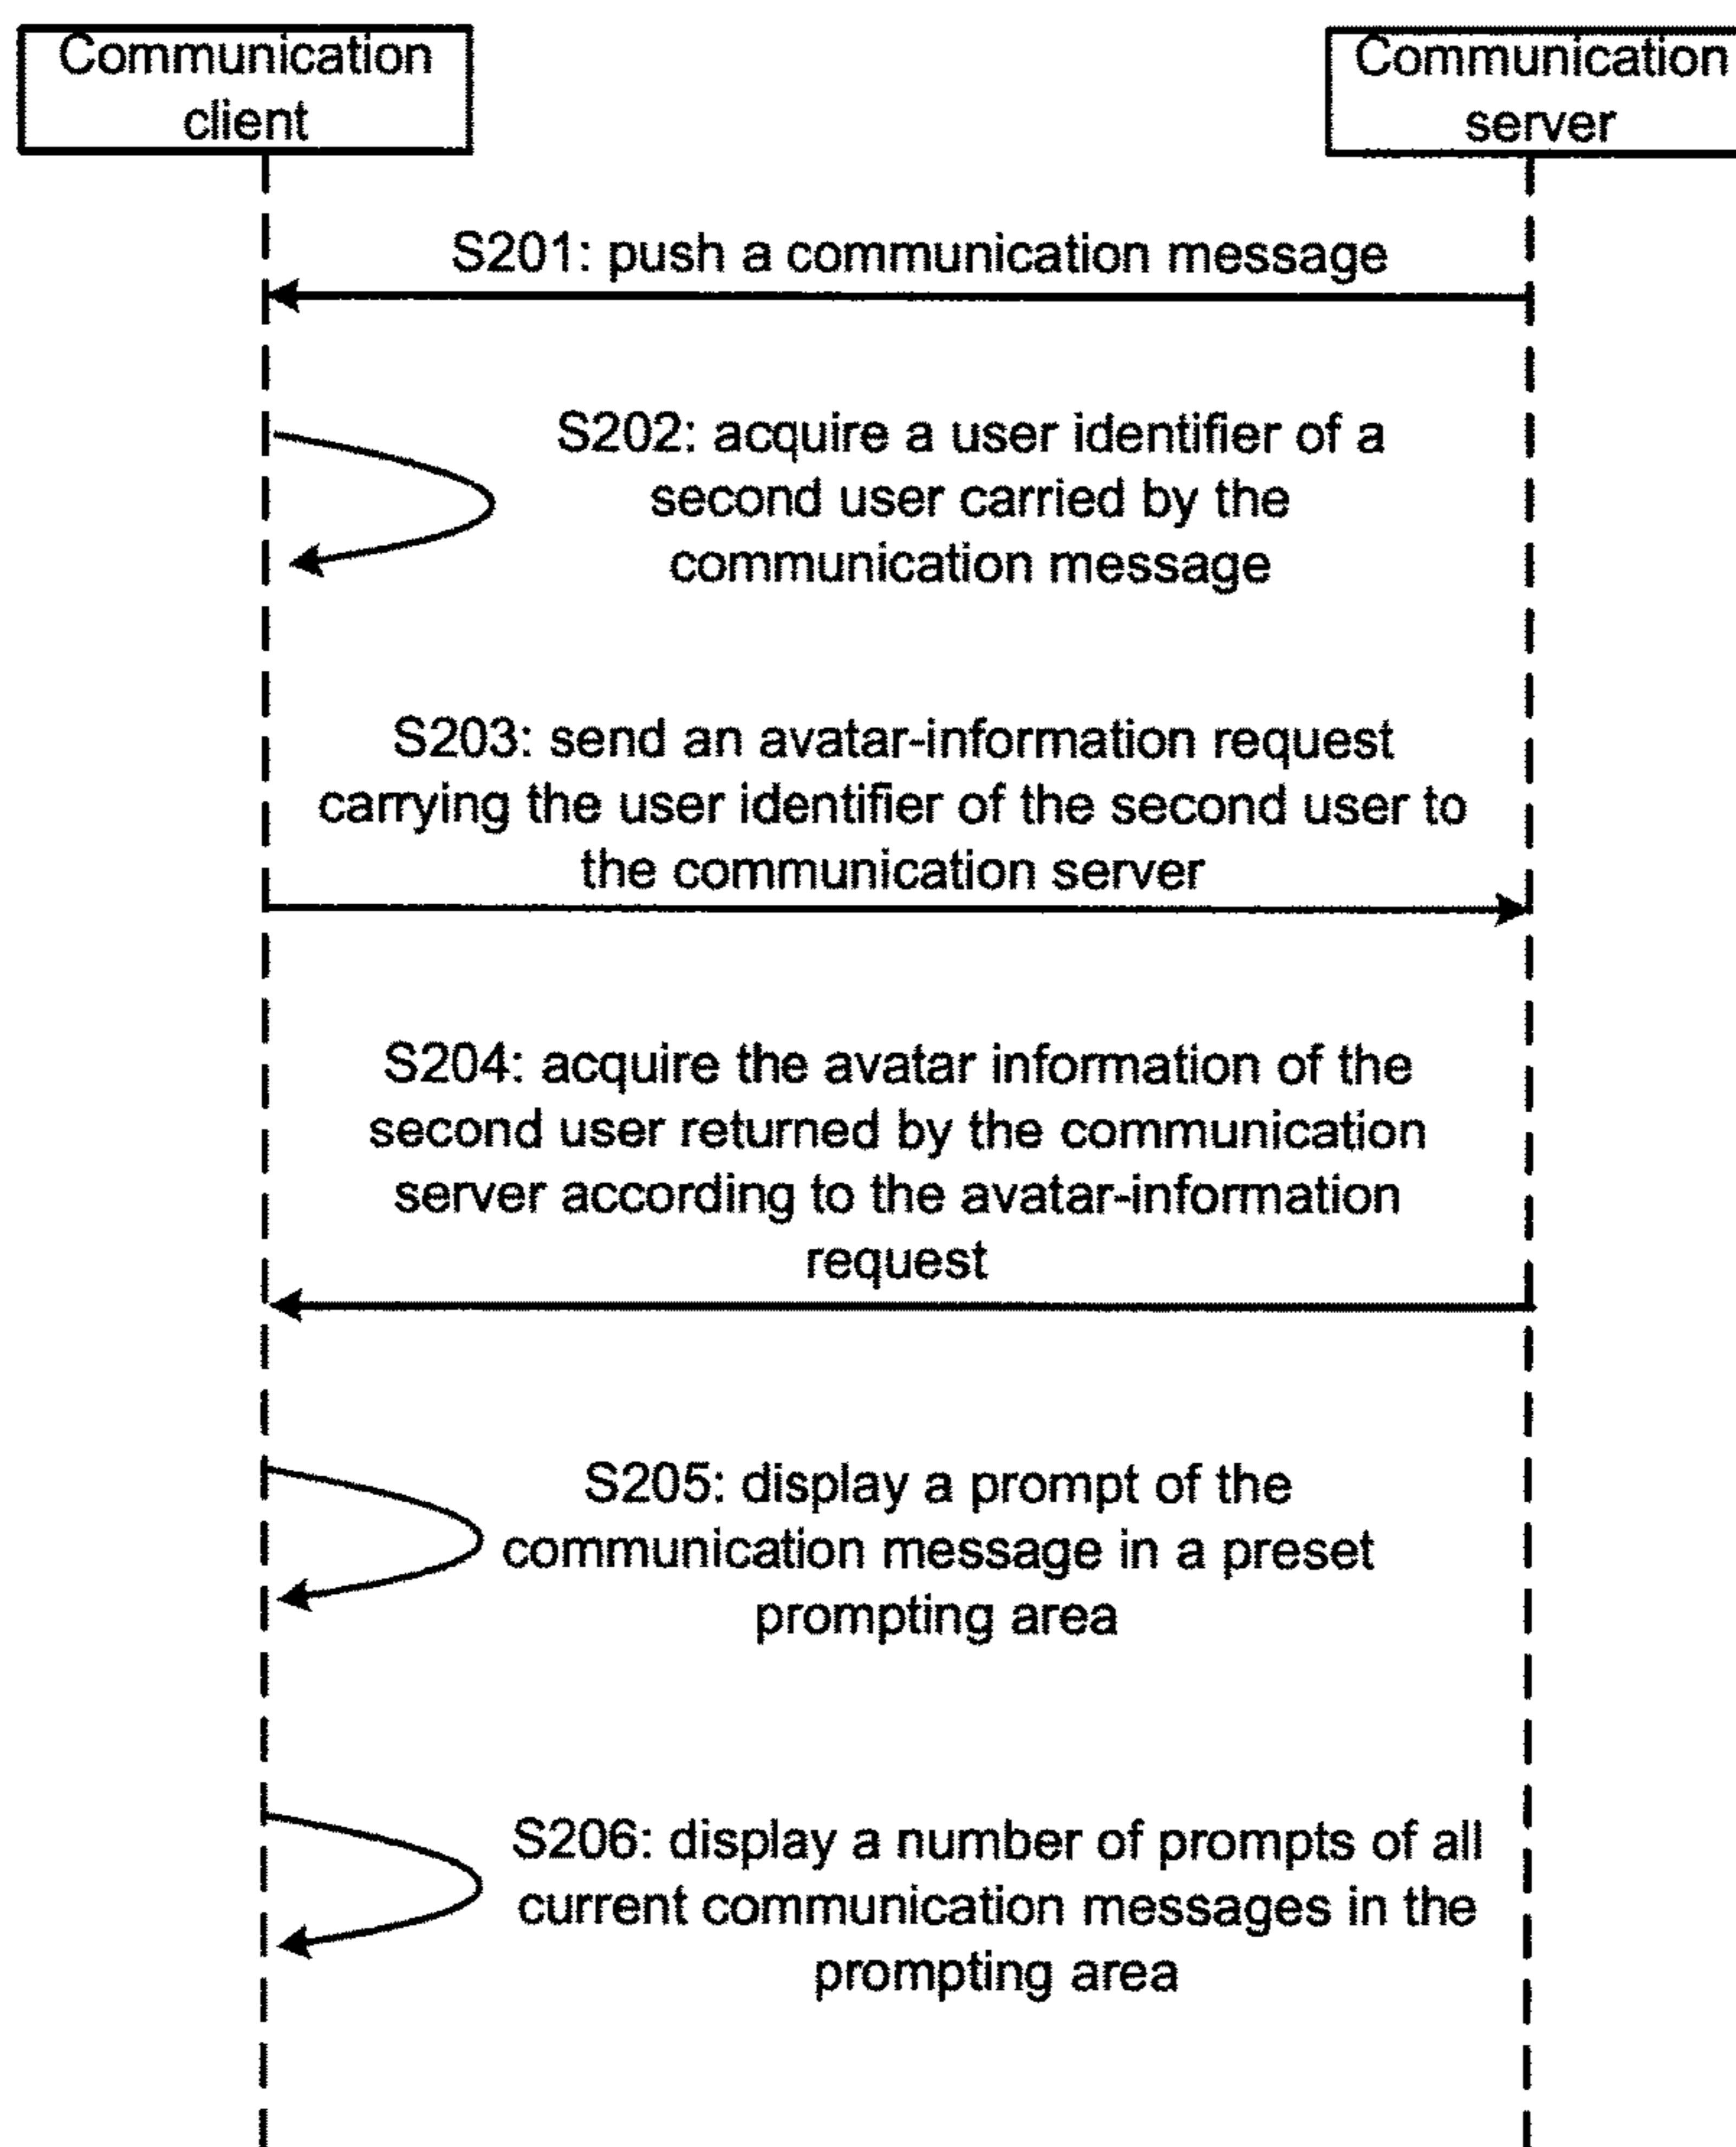 Communication
client
Communication
server
S201: push a communication message
S202: acquire a user identifier of a
second user carried by the
communication message
S203: send an avatar-information request
carrying the user identifier of the second user to
the communication server
S204: acquire the avatar information of the
second user returned by the communication
server according to the avatar-information
request
S205: display a prompt of the
communication message in a preset
prompting area
S206: display a number of prompts of all
current communication messages in the
prompting area